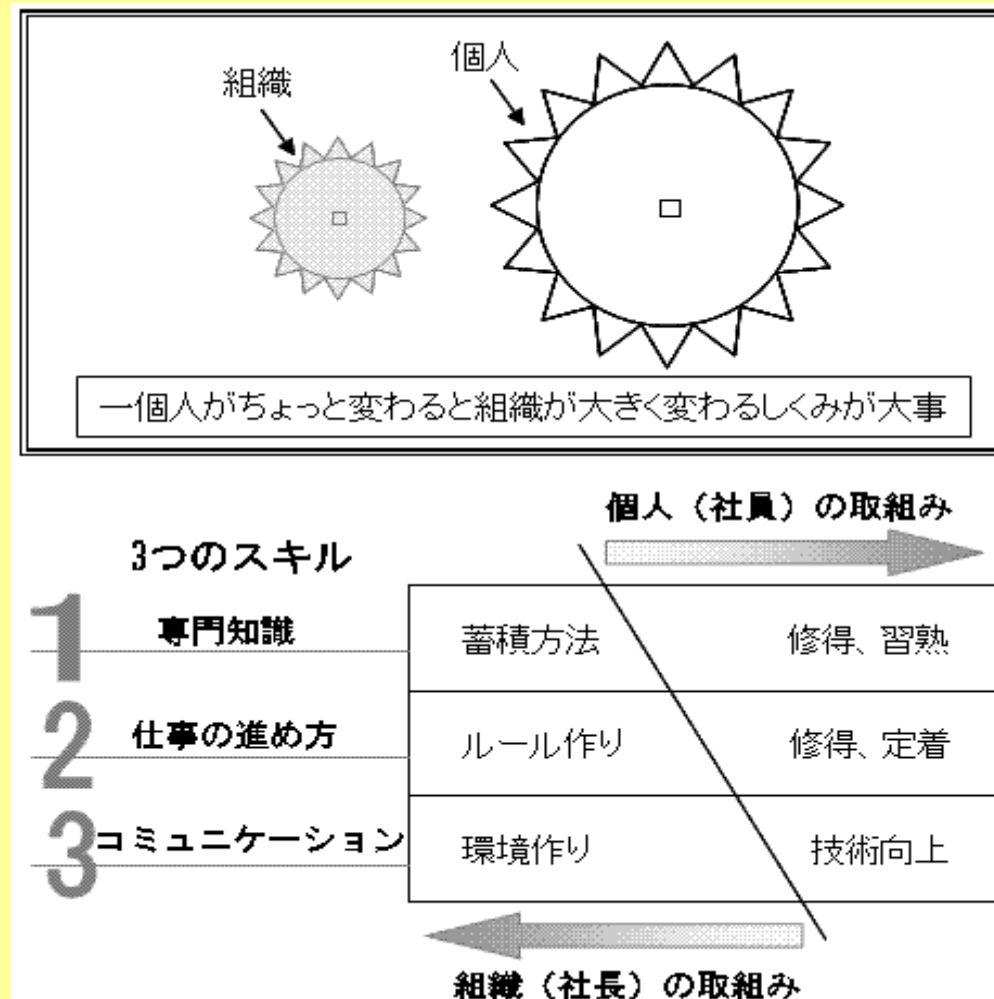 組織
個人
一個人がちょっと変わると組織が大きく変わるしくみが大事
個人（社員）の取組み
3つのスキル
1 専門知識 蓄積方法 修得、習熟
2 仕事の進め方 ルール作り 修得、定着
3 コミュニケーション 環境作り 技術向上
組織（社長）の取組み